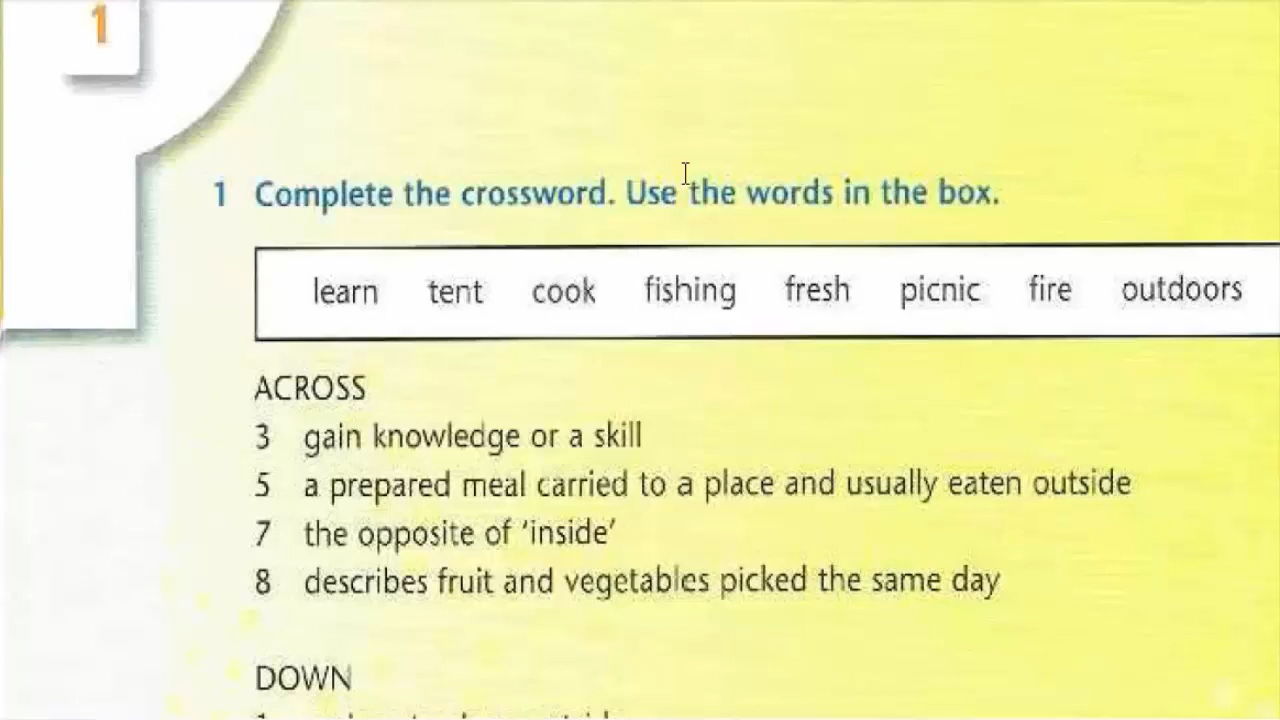 1
1 Complete the crossword. Use the words in the box.
learn tent cook fishing fresh picnic fire outdoors
ACROSS
3 gain knowledge or a skill
5 a prepared meal carried to a place and usually eaten outside
7 the opposite of 'inside'
8 describes fruit and vegetables picked the same day
DOWN